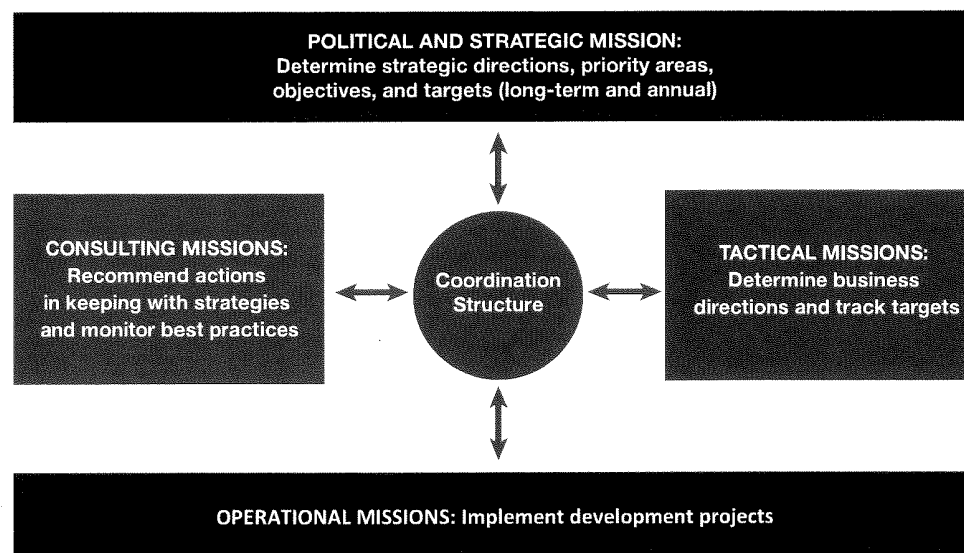 POLITICAL AND STRATEGIC MISSION:
Determine strategic directions, priority areas,
objectives, and targets (long-term and annual)
CONSULTING MISSIONS:
Recommend actions
in keeping with strategies
and monitor best practices
Coordination
Structure
TACTICAL MISSIONS:
Determine business
directions and track targets
OPERATIONAL MISSIONS: Implement development projects